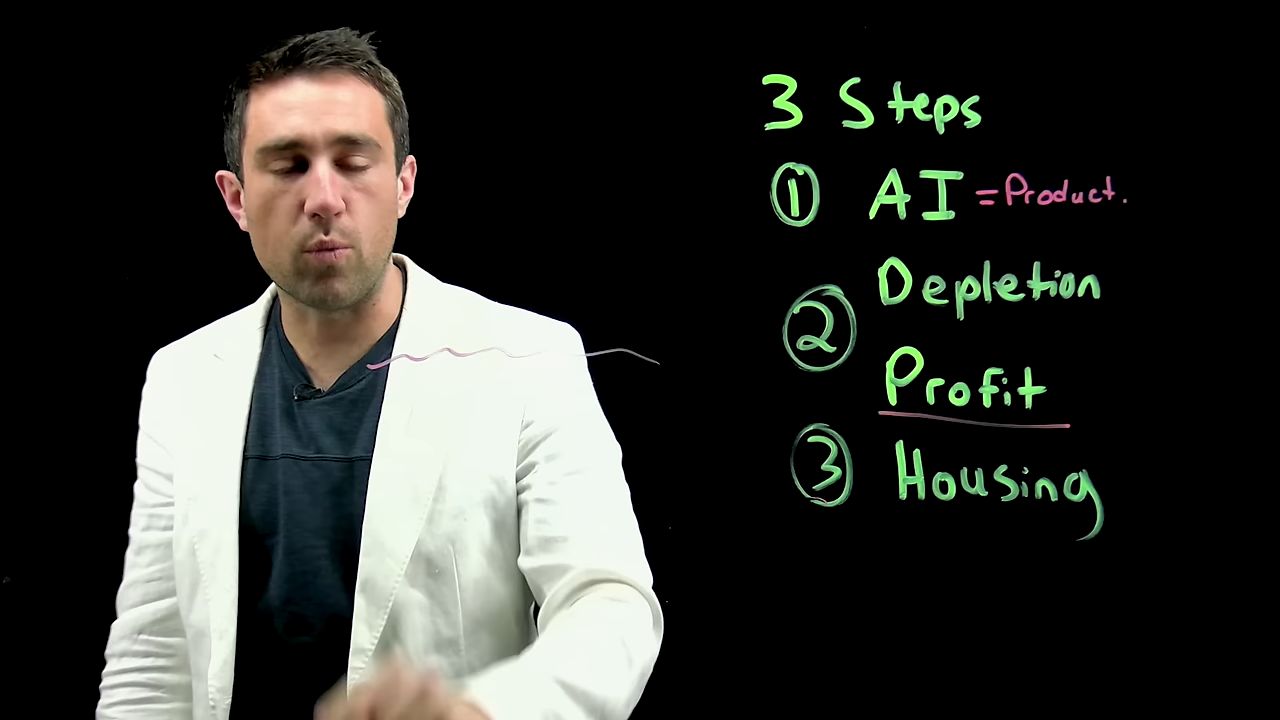 3 Steps
① AI = Product.
Depletion
②
Profit
③ Housing